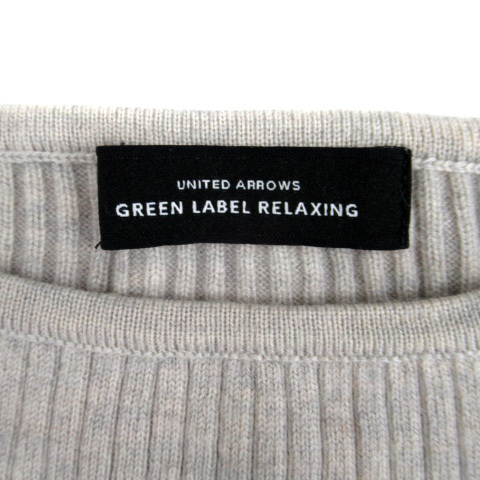 UNITED ARROWS
GREEN LABEL RELAXING